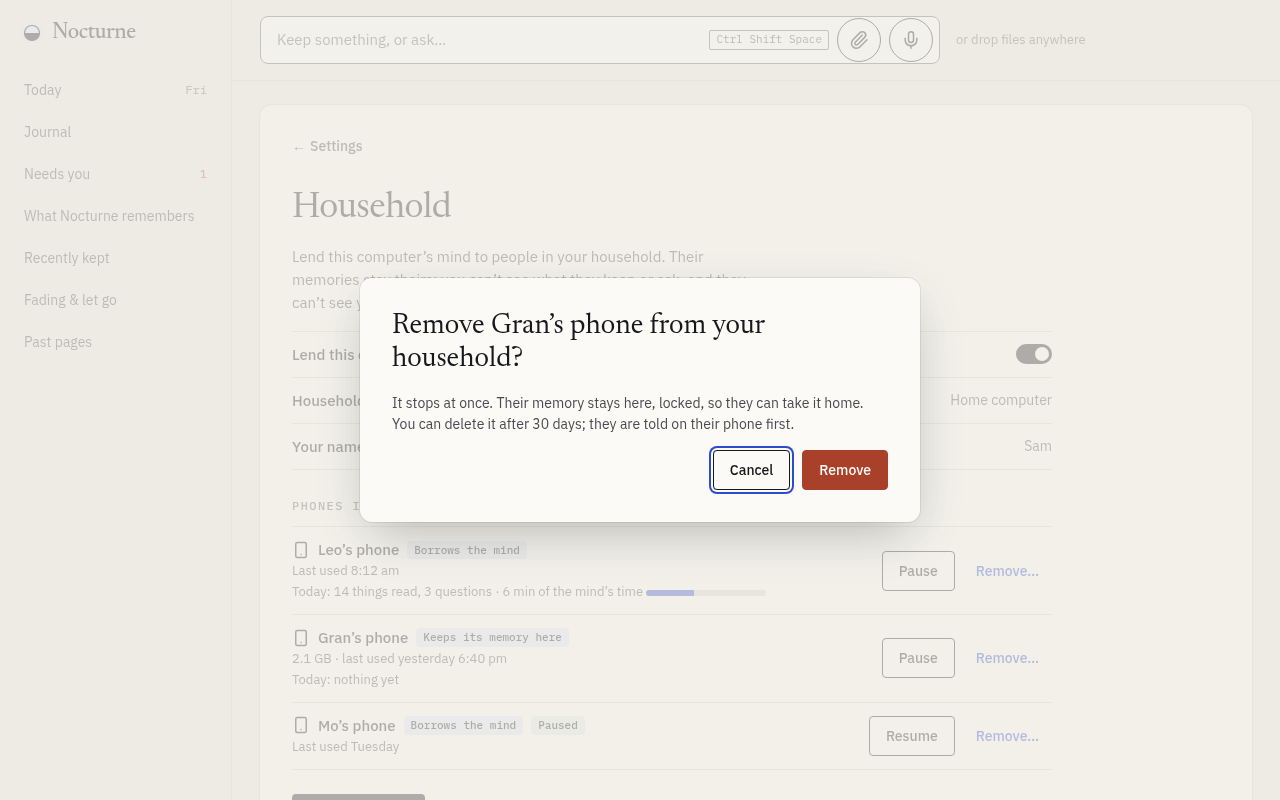 Nocturne
Keep something, or ask...
Ctrl Shift Space
or drop files anywhere
Today
Fri
Journal
Needs you
1
What Nocturne remembers
Recently kept
Fading & let go
Past pages
← Settings
Household
Lend this computer’s mind to people in your household. Their
memories
can’t see
Remove Gran’s phone from your
household?
It stops at once. Their memory stays here, locked, so they can take it home.
You can delete it after 30 days; they are told on their phone first.
Cancel
Remove
Lend this
Household
Home computer
Your name
Sam
PHONES
Leo’s phone
Borrows the mind
Last used 8:12 am
Today: 14 things read, 3 questions · 6 min of the mind’s time
Pause
Remove...
Gran’s phone
Keeps its memory here
2.1 GB · last used yesterday 6:40 pm
Today: nothing yet
Pause
Remove...
Mo’s phone
Borrows the mind
Paused
Last used Tuesday
Resume
Remove...